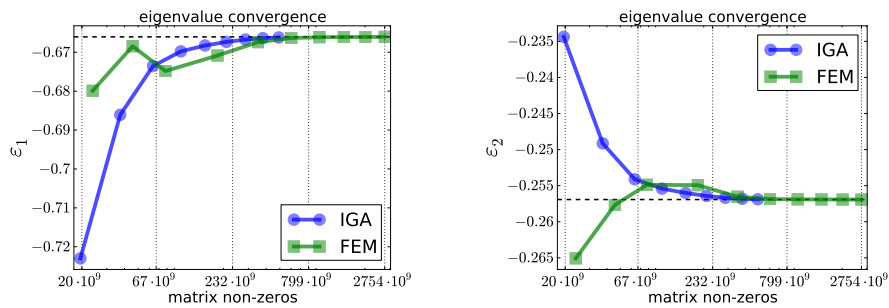 eigenvalue convergence
−0.67
−0.68
−0.69
−0.7
−0.71
−0.72
ε1
IGA
FEM
20·10⁹ 67·10⁹ 232·10⁹ 799·10⁹ 2754·10⁹
matrix non-zeros
eigenvalue convergence
−0.235
−0.24
−0.245
−0.25
−0.255
−0.26
−0.265
ε2
IGA
FEM
20·10⁹ 67·10⁹ 232·10⁹ 799·10⁹ 2754·10⁹
matrix non-zeros